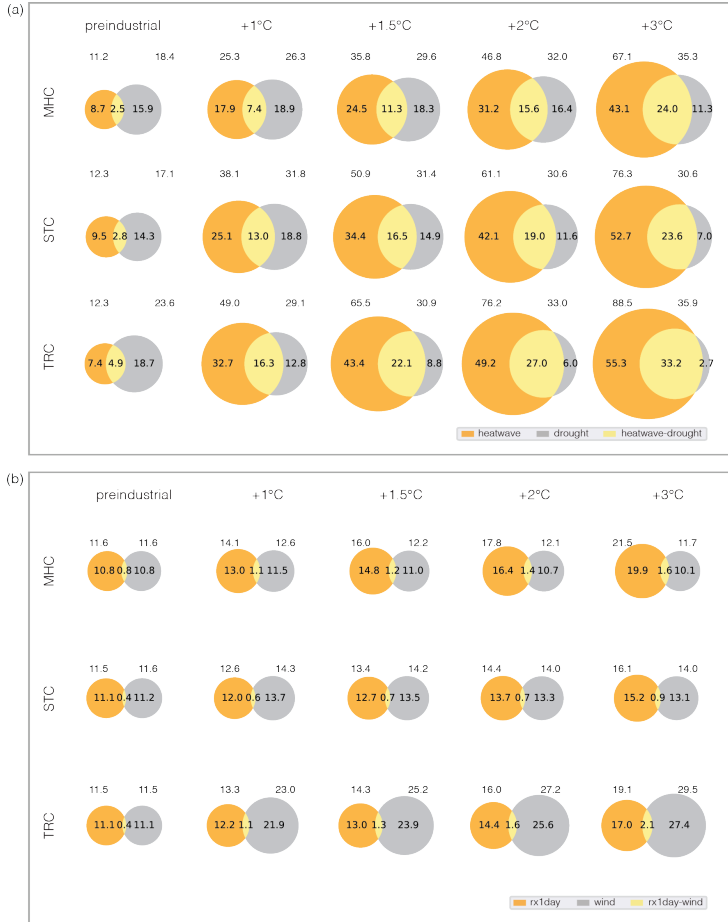 (a)
preindustrial +1°C +1.5°C +2°C +3°C
11.2 18.4 25.3 26.3 35.8 29.6 46.8 32.0 67.1 35.3
MHC 8.7 2.5 15.9 17.9 7.4 18.9 24.5 11.3 18.3 31.2 15.6 16.4 43.1 24.0 11.3
12.3 17.1 38.1 31.8 50.9 31.4 61.1 30.6 76.3 30.6
STC 9.5 2.8 14.3 25.1 13.0 18.8 34.4 16.5 14.9 42.1 19.0 11.6 52.7 23.6 7.0
12.3 23.6 49.0 29.1 65.5 30.9 76.2 33.0 88.5 35.9
TRC 7.4 4.9 18.7 32.7 16.3 12.8 43.4 22.1 8.8 49.2 27.0 6.0 55.3 33.2 2.7
heatwave drought heatwave-drought
(b)
preindustrial +1°C +1.5°C +2°C +3°C
11.6 11.6 14.1 12.6 16.0 12.2 17.8 12.1 21.5 11.7
MHC 10.8 0.8 10.8 13.0 1.1 11.5 14.8 1.2 11.0 16.4 1.4 10.7 19.9 1.6 10.1
11.5 11.6 12.6 14.3 13.4 14.2 14.4 14.0 16.1 14.0
STC 11.1 0.4 11.2 12.0 0.6 13.7 12.7 0.7 13.5 13.7 0.7 13.3 15.2 0.9 13.1
11.5 11.5 13.3 23.0 14.3 25.2 16.0 27.2 19.1 29.5
TRC 11.1 0.4 11.1 12.2 1.1 21.9 13.0 1.3 23.9 14.4 1.6 25.6 17.0 2.1 27.4
rx1day wind rx1day-wind